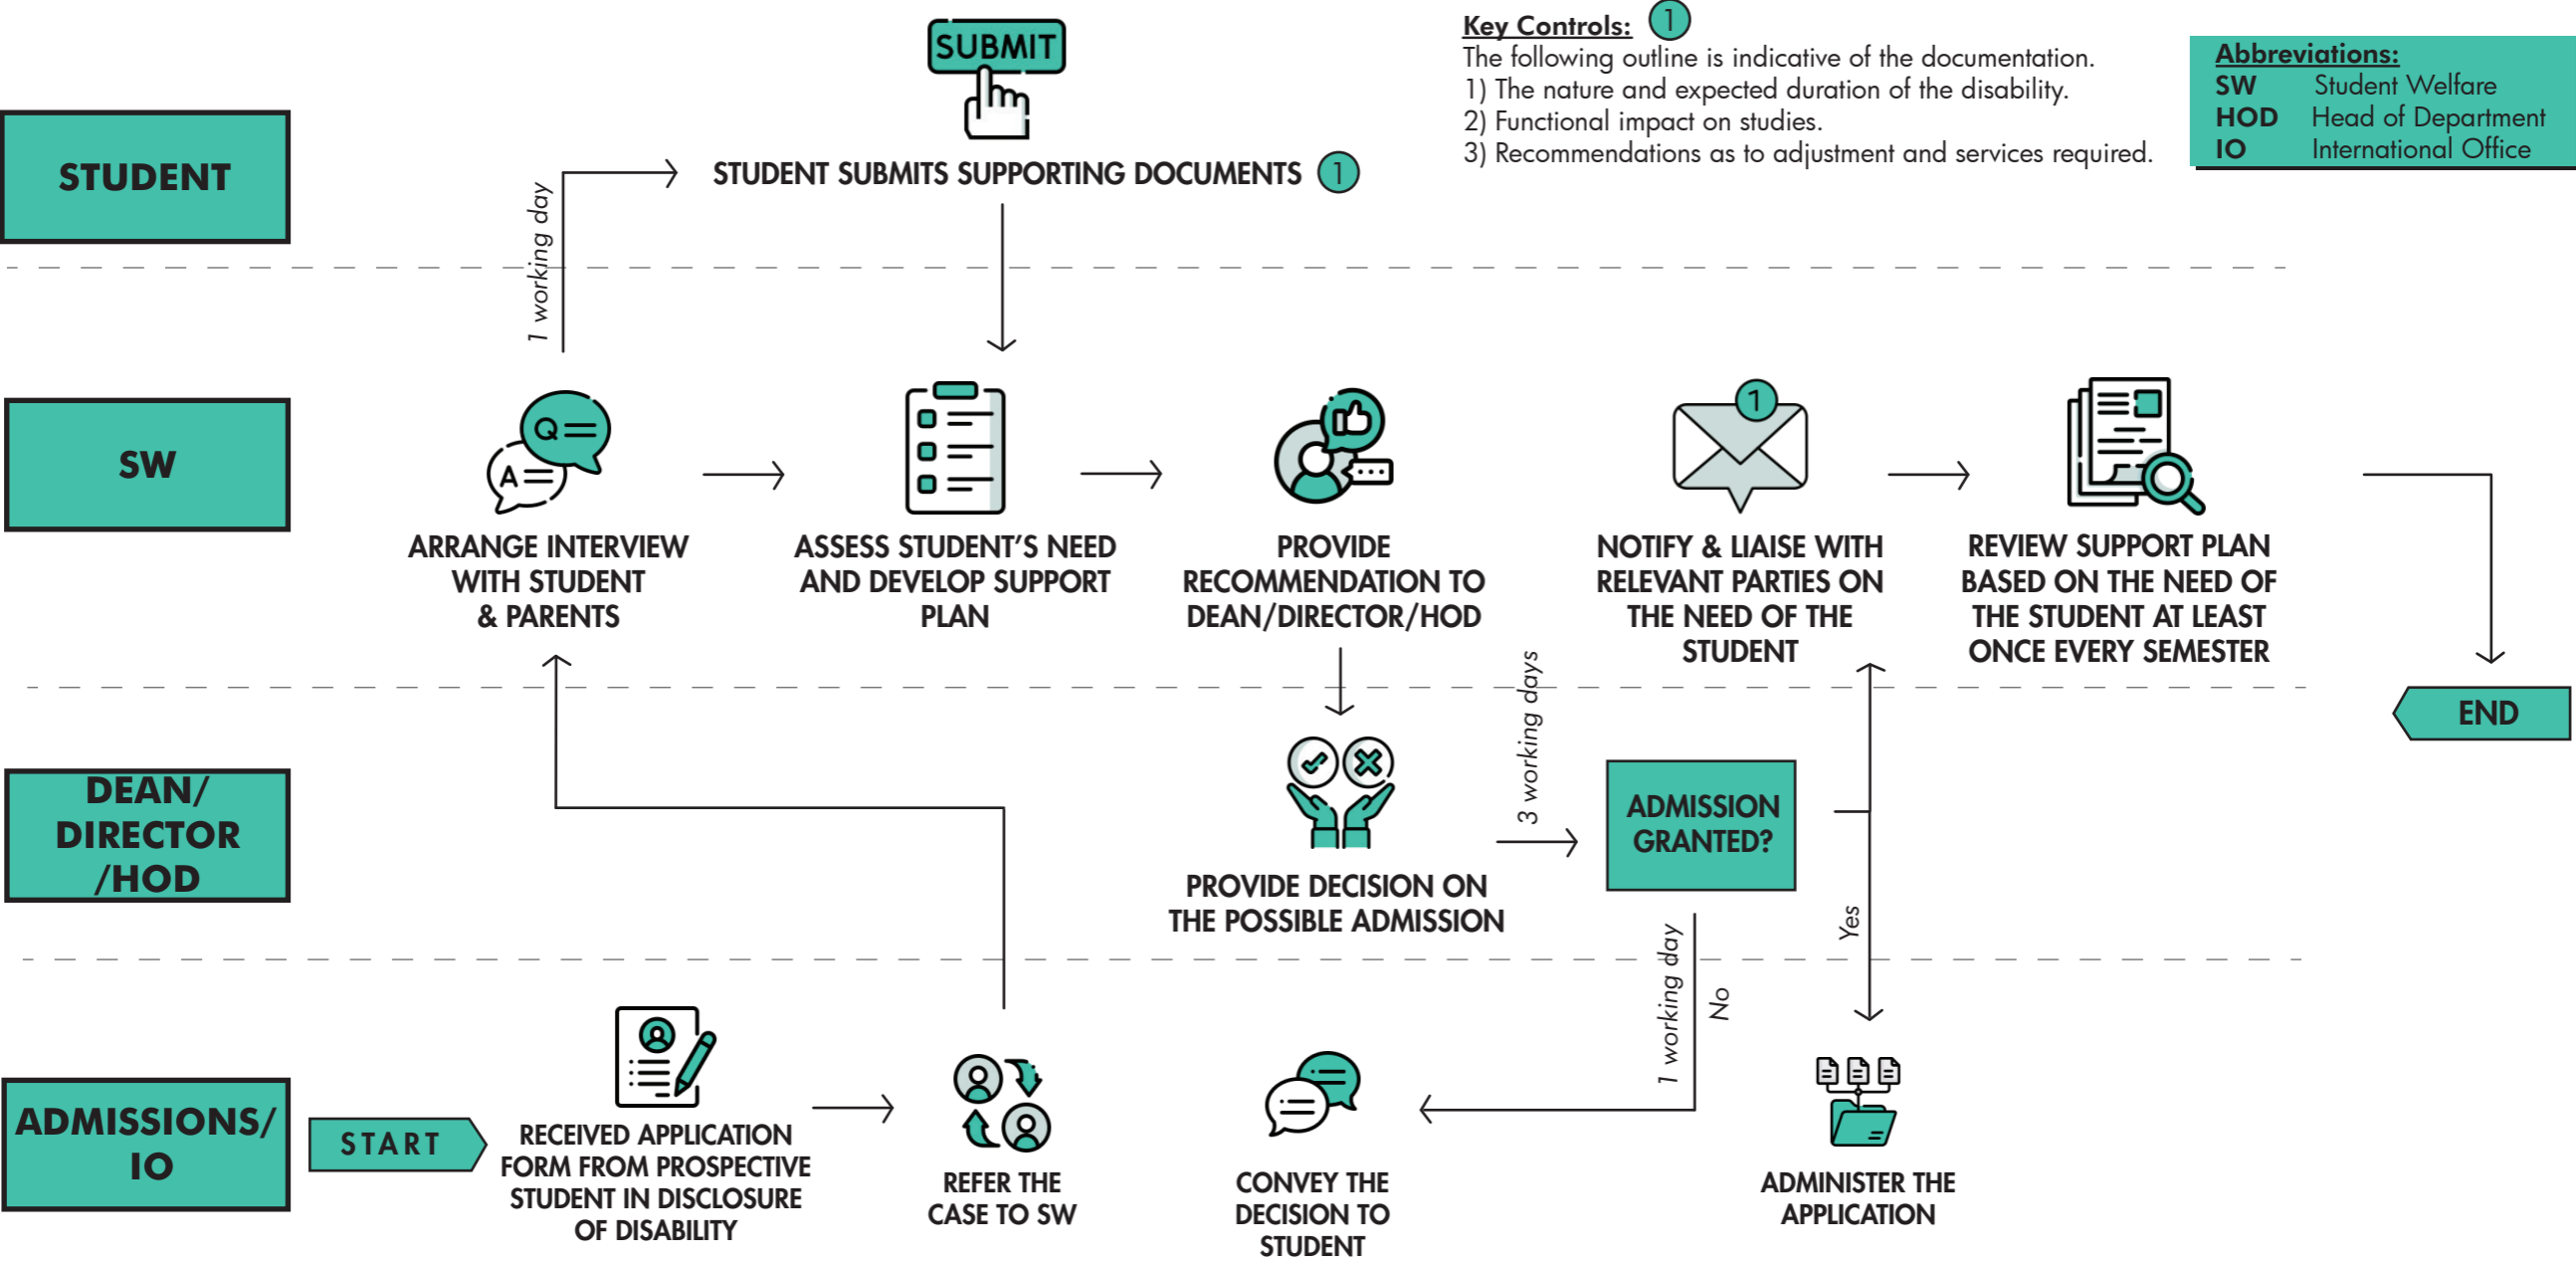 SUBMIT
Key Controls: 1
The following outline is indicative of the documentation.
1) The nature and expected duration of the disability.
2) Functional impact on studies.
3) Recommendations as to adjustment and services required.
Abbreviations:
SW Student Welfare
HOD Head of Department
IO International Office
STUDENT
STUDENT SUBMITS SUPPORTING DOCUMENTS 1
1 working day
SW
Q
A
ARRANGE INTERVIEW
WITH STUDENT
& PARENTS
ASSESS STUDENT’S NEED
AND DEVELOP SUPPORT
PLAN
PROVIDE
RECOMMENDATION TO
DEAN/DIRECTOR/HOD
1
NOTIFY & LIAISE WITH
RELEVANT PARTIES ON
THE NEED OF THE
STUDENT
REVIEW SUPPORT PLAN
BASED ON THE NEED OF
THE STUDENT AT LEAST
ONCE EVERY SEMESTER
END
DEAN/
DIRECTOR
/HOD
PROVIDE DECISION ON
THE POSSIBLE ADMISSION
3 working days
ADMISSION
GRANTED?
Yes
1 working day
No
ADMISSIONS/
IO
START
RECEIVED APPLICATION
FORM FROM PROSPECTIVE
STUDENT IN DISCLOSURE
OF DISABILITY
REFER THE
CASE TO SW
CONVEY THE
DECISION TO
STUDENT
ADMINISTER THE
APPLICATION